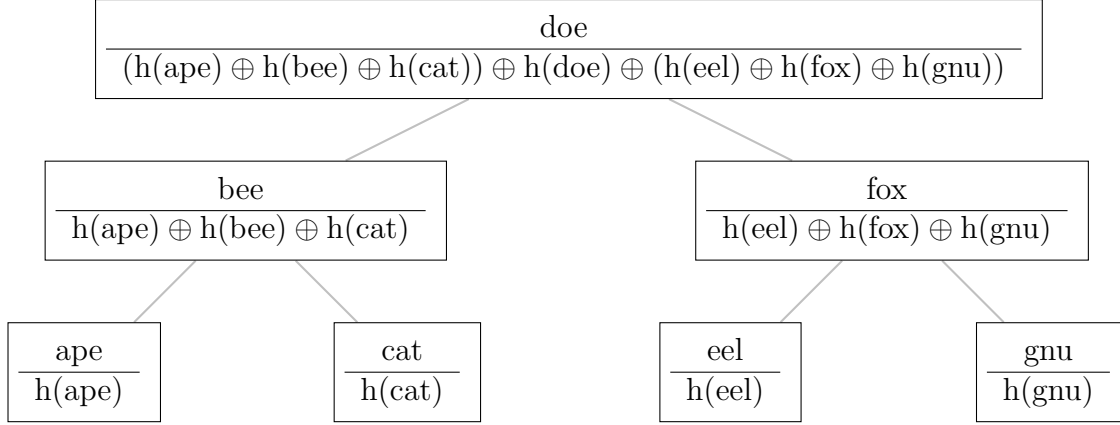 doe
(h(ape) ⊕ h(bee) ⊕ h(cat)) ⊕ h(doe) ⊕ (h(eel) ⊕ h(fox) ⊕ h(gnu))
bee
h(ape) ⊕ h(bee) ⊕ h(cat)
fox
h(eel) ⊕ h(fox) ⊕ h(gnu)
ape
h(ape)
cat
h(cat)
eel
h(eel)
gnu
h(gnu)